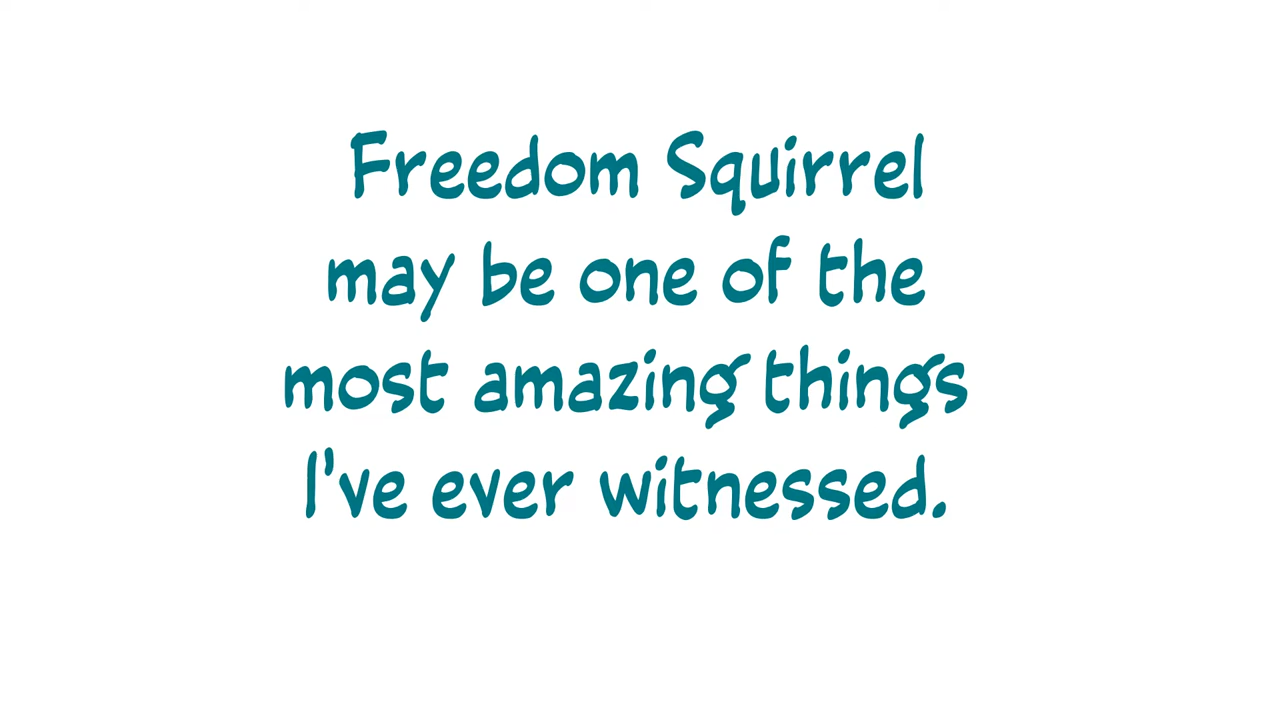 Freedom Squirrel
may be one of the
most amazing things
I've ever witnessed.